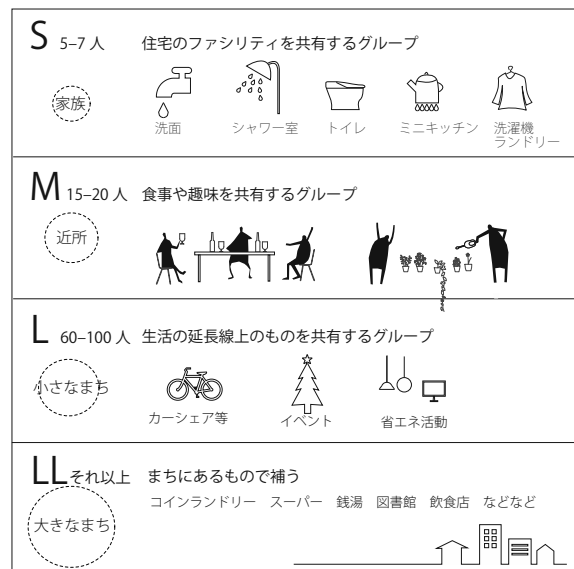 S 5–7 人 住宅のファシリティを共有するグループ
家族
洗面 シャワー室 トイレ ミニキッチン 洗濯機
ランドリー
M 15–20 人 食事や趣味を共有するグループ
近所
L 60–100 人 生活の延長線上のものを共有するグループ
小さなまち
カーシェア等 イベント 省エネ活動
LL それ以上 まちにあるもので補う
コインランドリー スーパー 銭湯 図書館 飲食店 などなど
大きなまち